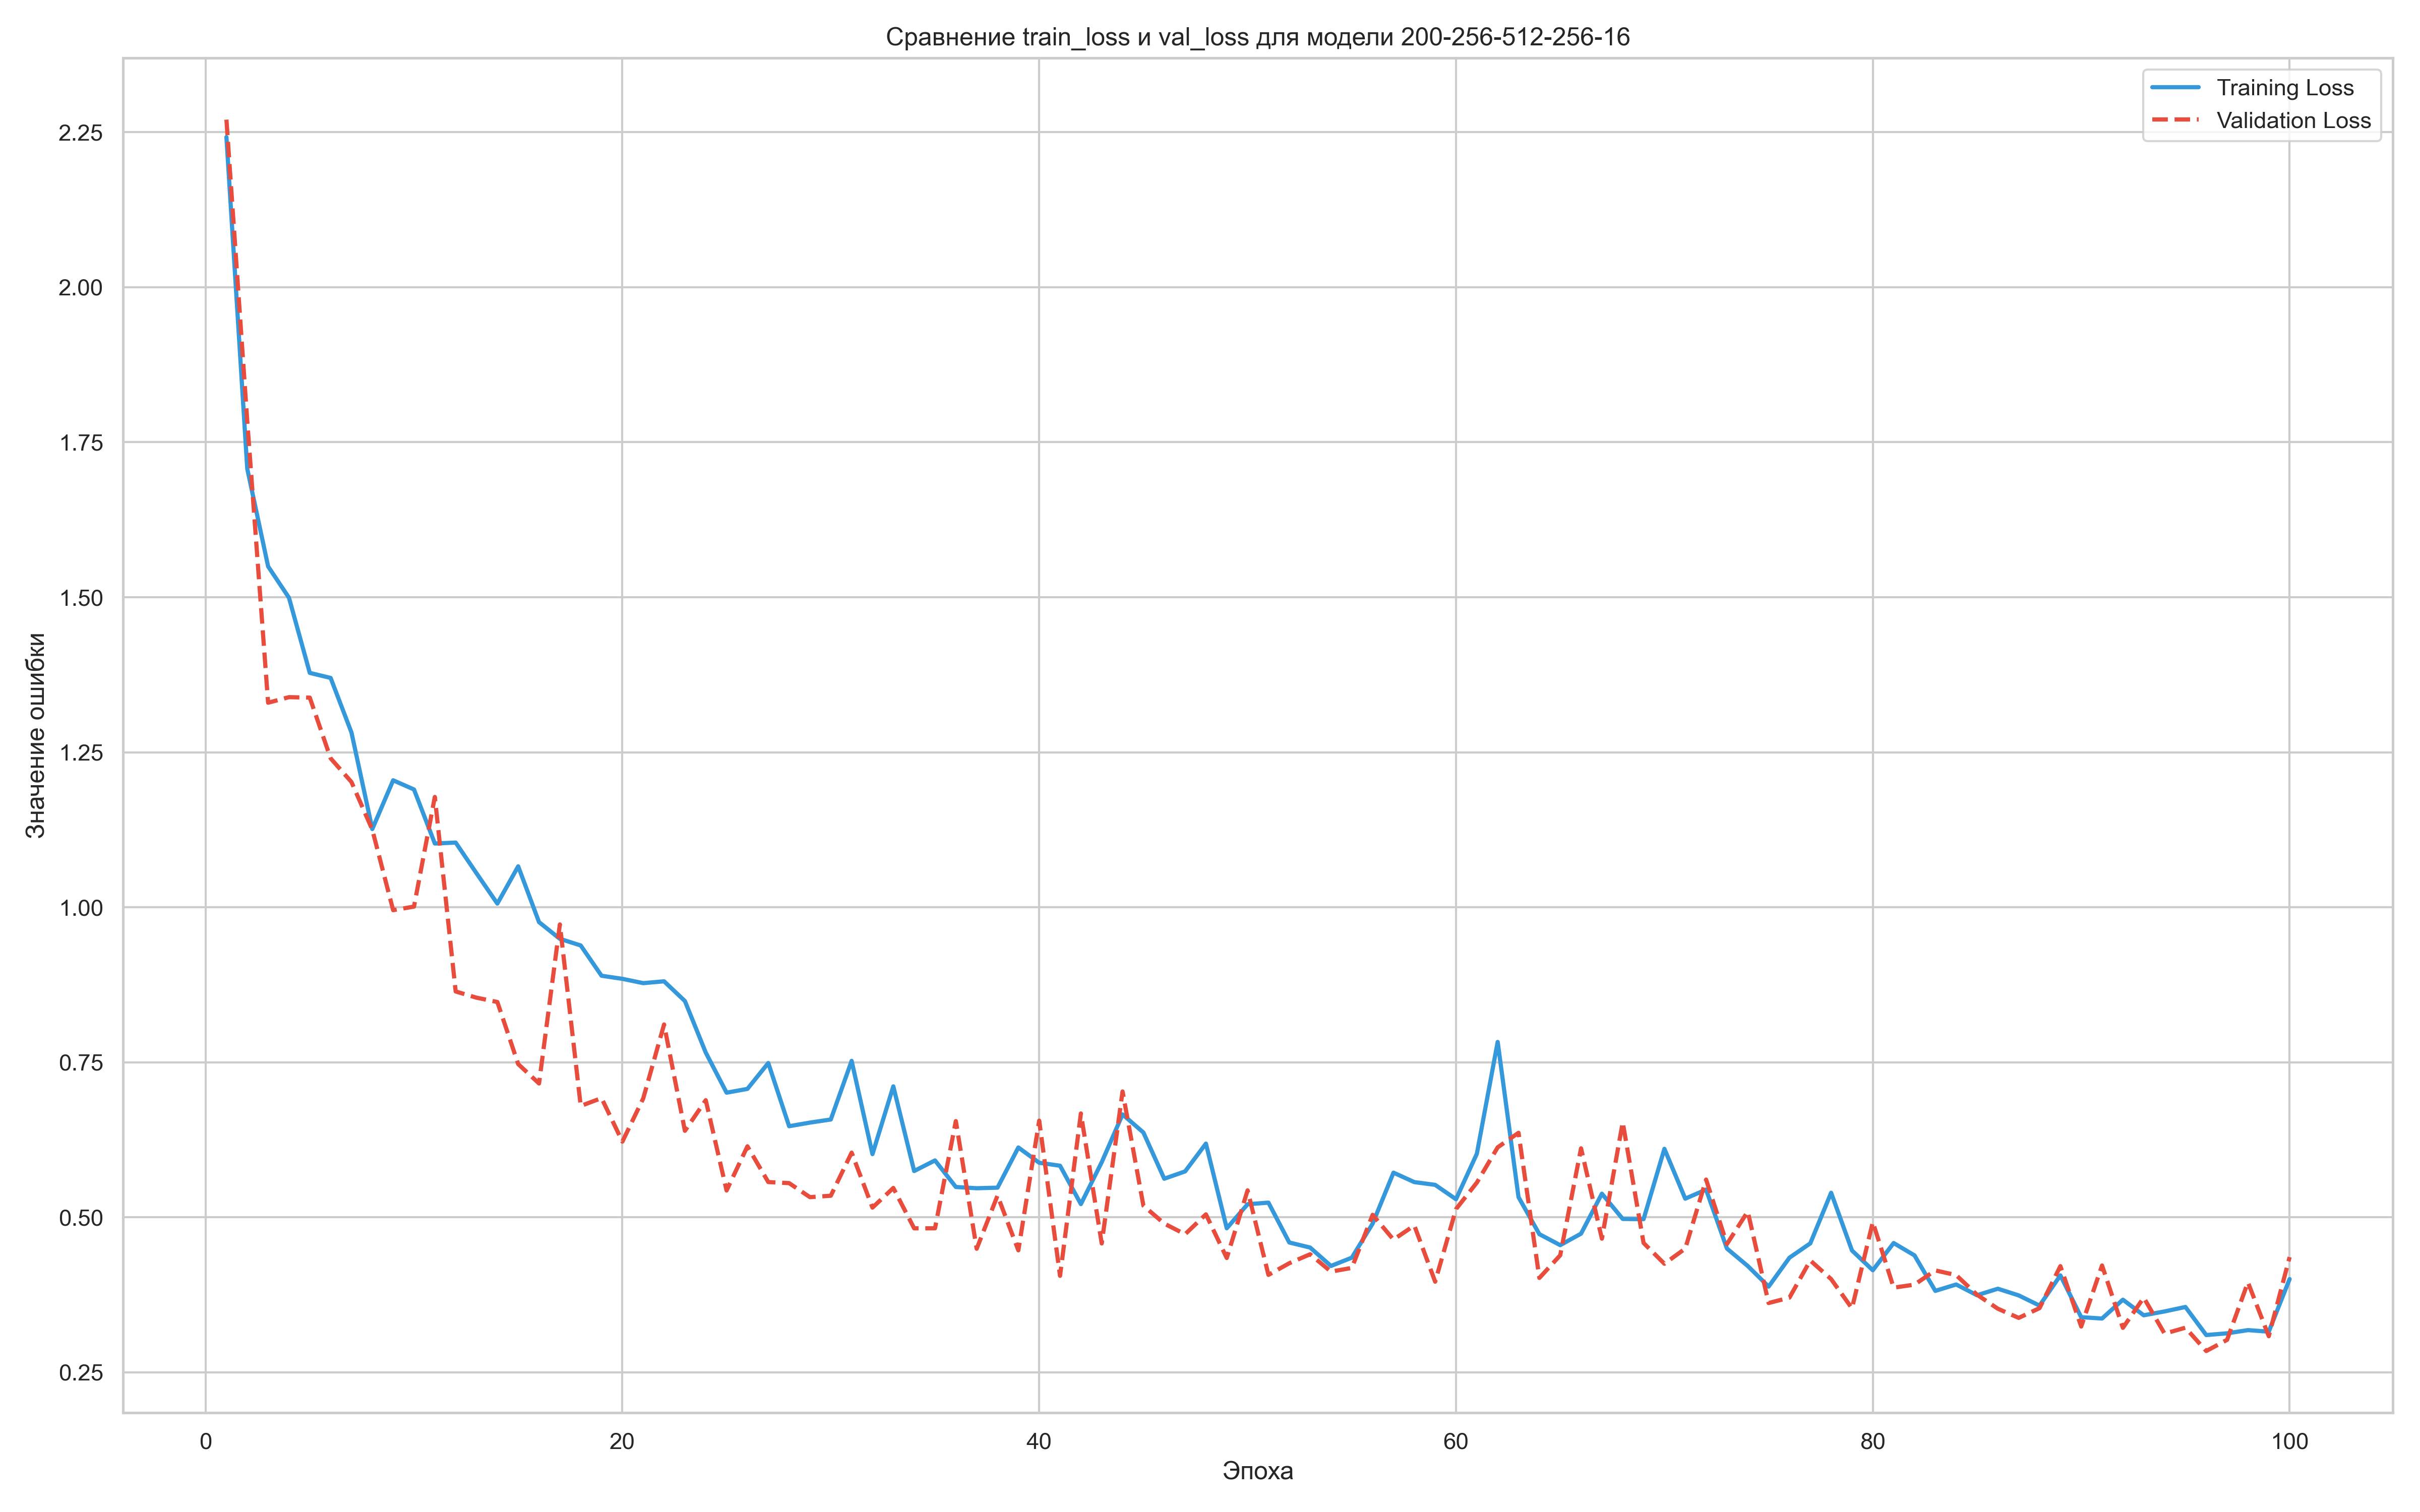 Сравнение train_loss и val_loss для модели 200-256-512-256-16
Training Loss
Validation Loss
2.25
2.00
1.75
1.50
1.25
1.00
0.75
0.50
0.25
Значение ошибки
0 20 40 60 80 100
Эпоха